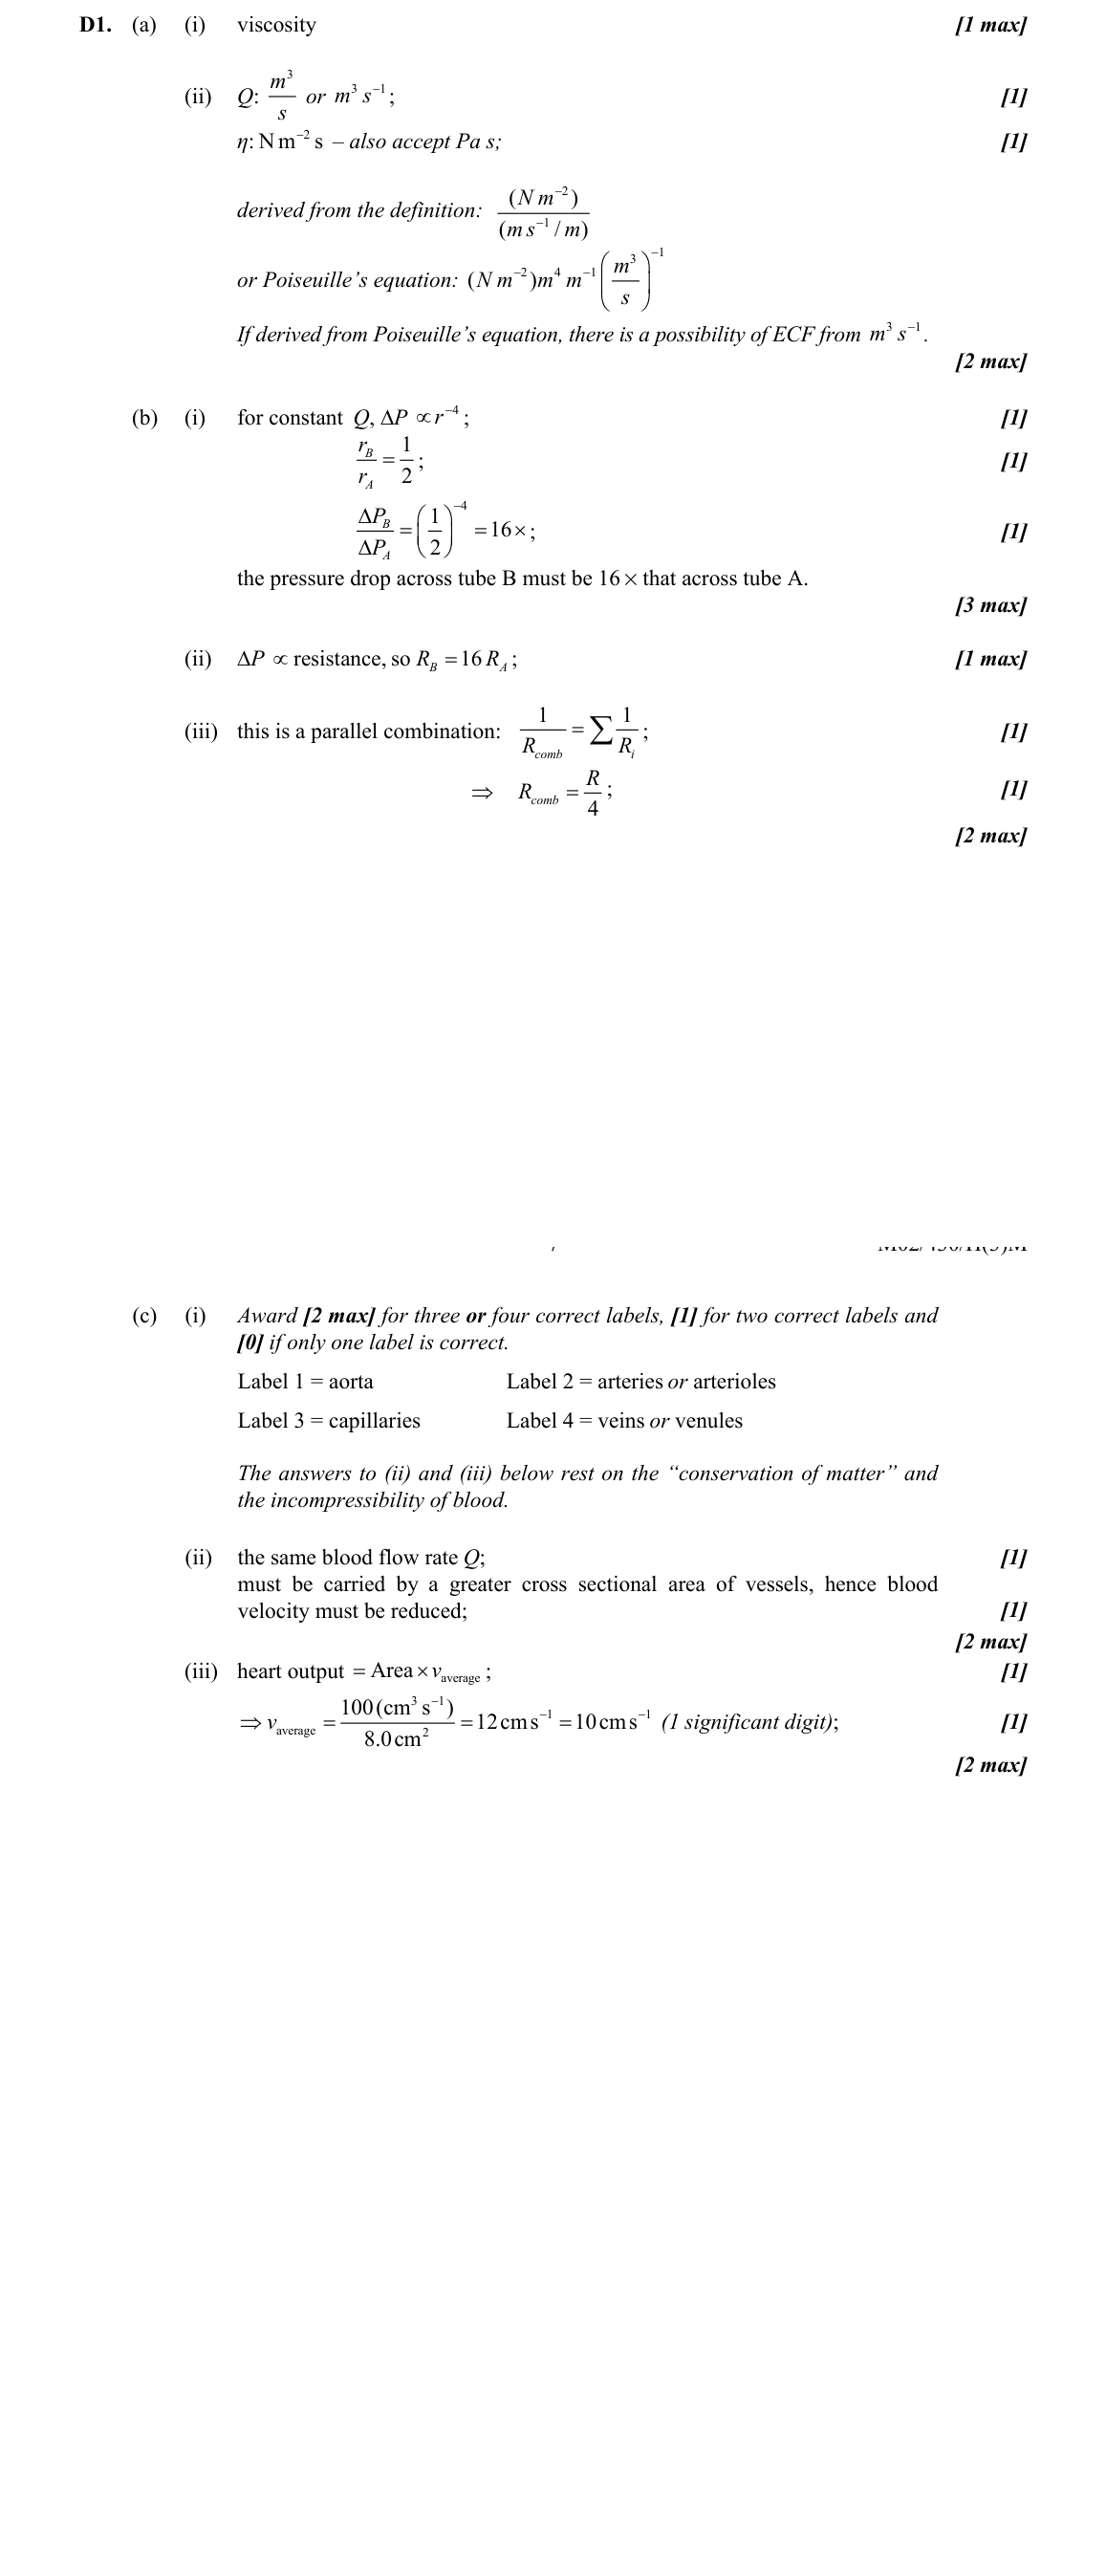 D1. (a) (i) viscosity [1 max]
(ii) Q: m³/s or m³ s⁻¹; [1]
η: N m⁻² s – also accept Pa s; [1]
derived from the definition: (N m⁻²)/(m s⁻¹ / m)
or Poiseuille’s equation: (N m⁻²)m⁴ m⁻¹(m³/s)⁻¹
If derived from Poiseuille’s equation, there is a possibility of ECF from m³ s⁻¹.
[2 max]
(b) (i) for constant Q, ΔP ∝ r⁻⁴; [1]
r_B/r_A = 1/2; [1]
ΔP_B/ΔP_A = (1/2)⁻⁴ = 16×; [1]
the pressure drop across tube B must be 16 × that across tube A.
[3 max]
(ii) ΔP ∝ resistance, so R_B = 16 R_A; [1 max]
(iii) this is a parallel combination: 1/R_comb = ∑ 1/R_i; [1]
⇒ R_comb = R/4; [1]
[2 max]
(c) (i) Award [2 max] for three or four correct labels, [1] for two correct labels and
[0] if only one label is correct.
Label 1 = aorta Label 2 = arteries or arterioles
Label 3 = capillaries Label 4 = veins or venules
The answers to (ii) and (iii) below rest on the “conservation of matter” and
the incompressibility of blood.
(ii) the same blood flow rate Q; [1]
must be carried by a greater cross sectional area of vessels, hence blood
velocity must be reduced; [1]
[2 max]
(iii) heart output = Area × v_average; [1]
⇒ v_average = 100 (cm³ s⁻¹)/8.0 cm² = 12 cm s⁻¹ = 10 cm s⁻¹ (1 significant digit); [1]
[2 max]